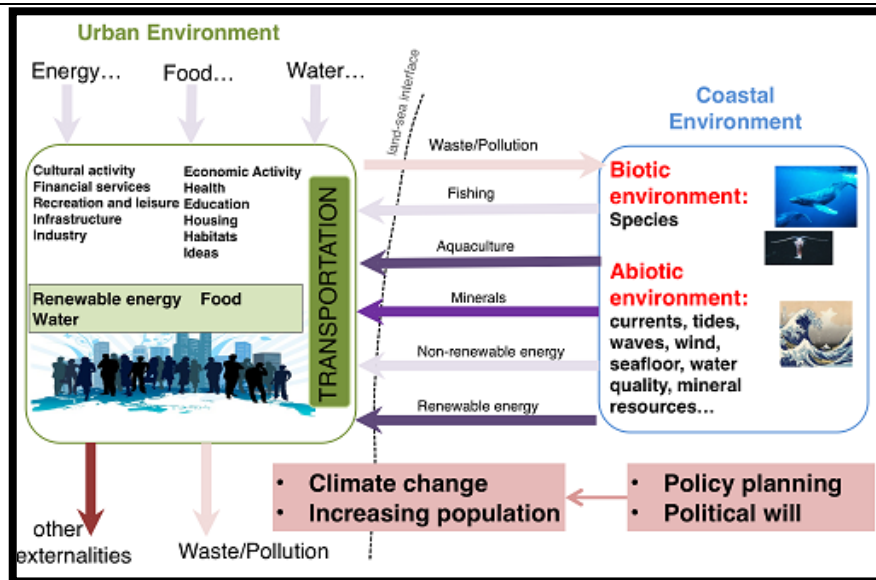 Urban Environment
Energy…
Food…
Water…
land-sea interface
Coastal
Environment
Cultural activity
Financial services
Recreation and leisure
Infrastructure
Industry
Economic Activity
Health
Education
Housing
Habitats
Ideas
Renewable energy Food
Water
TRANSPORTATION
Waste/Pollution
Fishing
Aquaculture
Minerals
Non-renewable energy
Renewable energy
Biotic
environment:
Species
Abiotic
environment:
currents, tides,
waves, wind,
seafloor, water
quality, mineral
resources…
• Climate change
• Increasing population
• Policy planning
• Political will
other
externalities
Waste/Pollution